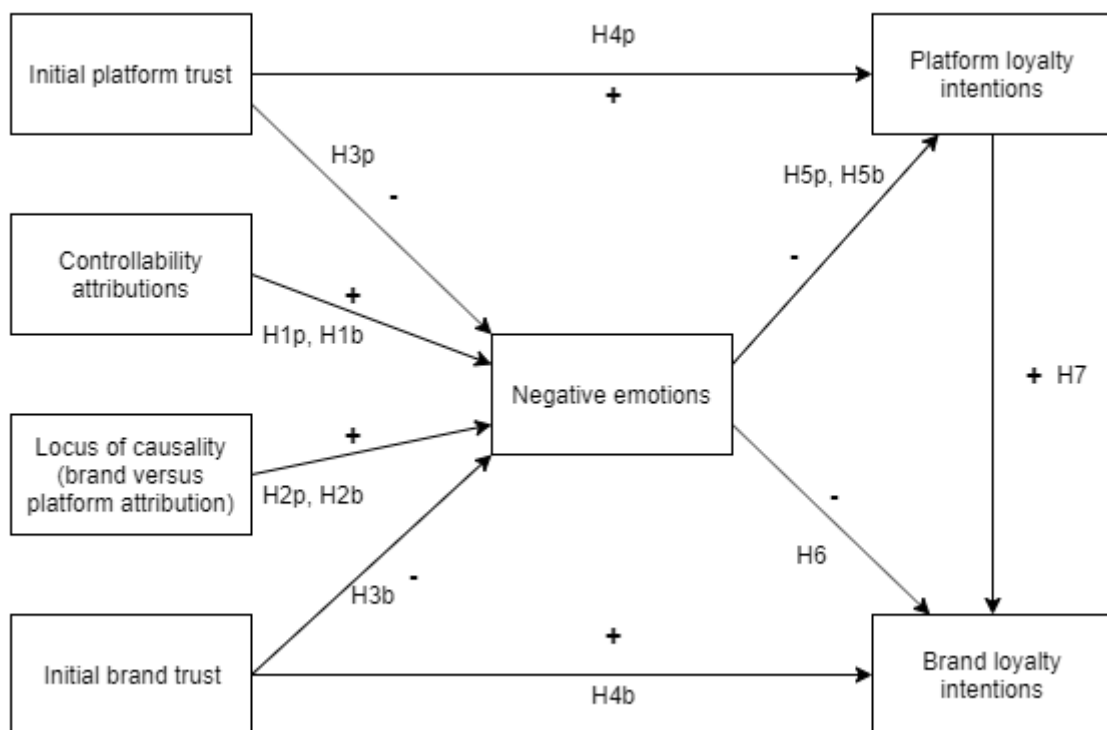 H4p
Initial platform trust
+
Platform loyalty
intentions
H3p
-
H5p, H5b
-
Controllability
attributions
+
H1p, H1b
Negative emotions
+ H7
Locus of causality
(brand versus
platform attribution)
+
H2p, H2b
-
H6
H3b
-
+
Initial brand trust
H4b
Brand loyalty
intentions